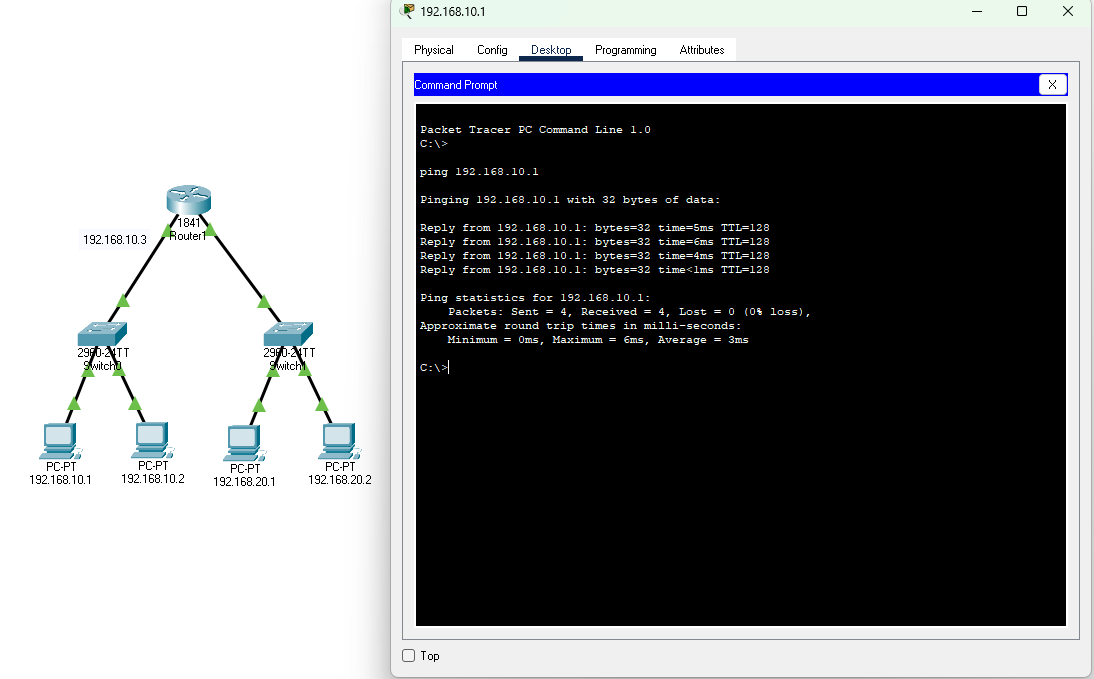 192.168.10.1
Physical Config Desktop Programming Attributes
Command Prompt
X
Packet Tracer PC Command Line 1.0
C:\>
ping 192.168.10.1
Pinging 192.168.10.1 with 32 bytes of data:
Reply from 192.168.10.1: bytes=32 time=5ms TTL=128
Reply from 192.168.10.1: bytes=32 time=6ms TTL=128
Reply from 192.168.10.1: bytes=32 time=4ms TTL=128
Reply from 192.168.10.1: bytes=32 time<1ms TTL=128
Ping statistics for 192.168.10.1:
Packets: Sent = 4, Received = 4, Lost = 0 (0% loss),
Approximate round trip times in milli-seconds:
Minimum = 0ms, Maximum = 6ms, Average = 3ms
C:\>
Top
1841
Router1
192.168.10.3
2960-24TT
Switch0
2960-24TT
Switch1
PC-PT
192.168.10.1
PC-PT
192.168.10.2
PC-PT
192.168.20.1
PC-PT
192.168.20.2